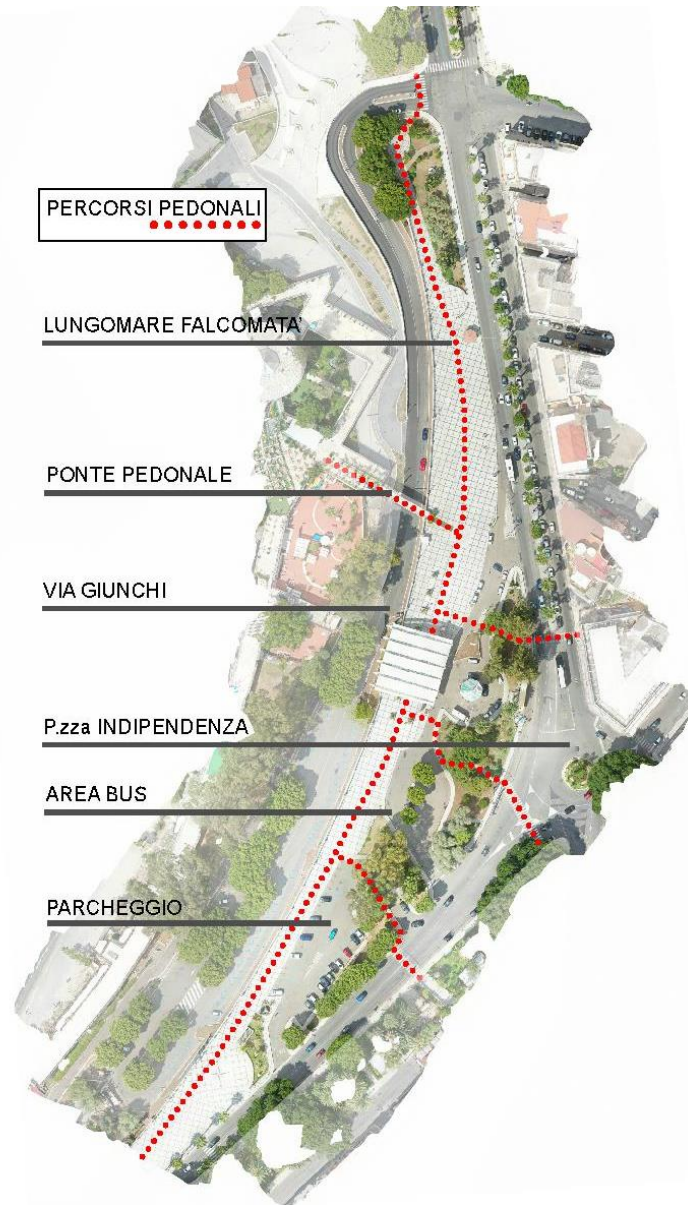 PERCORSI PEDONALI
LUNGOMARE FALCOMATA'
PONTE PEDONALE
VIA GIUNCHI
P.zza INDIPENDENZA
AREA BUS
PARCHEGGIO